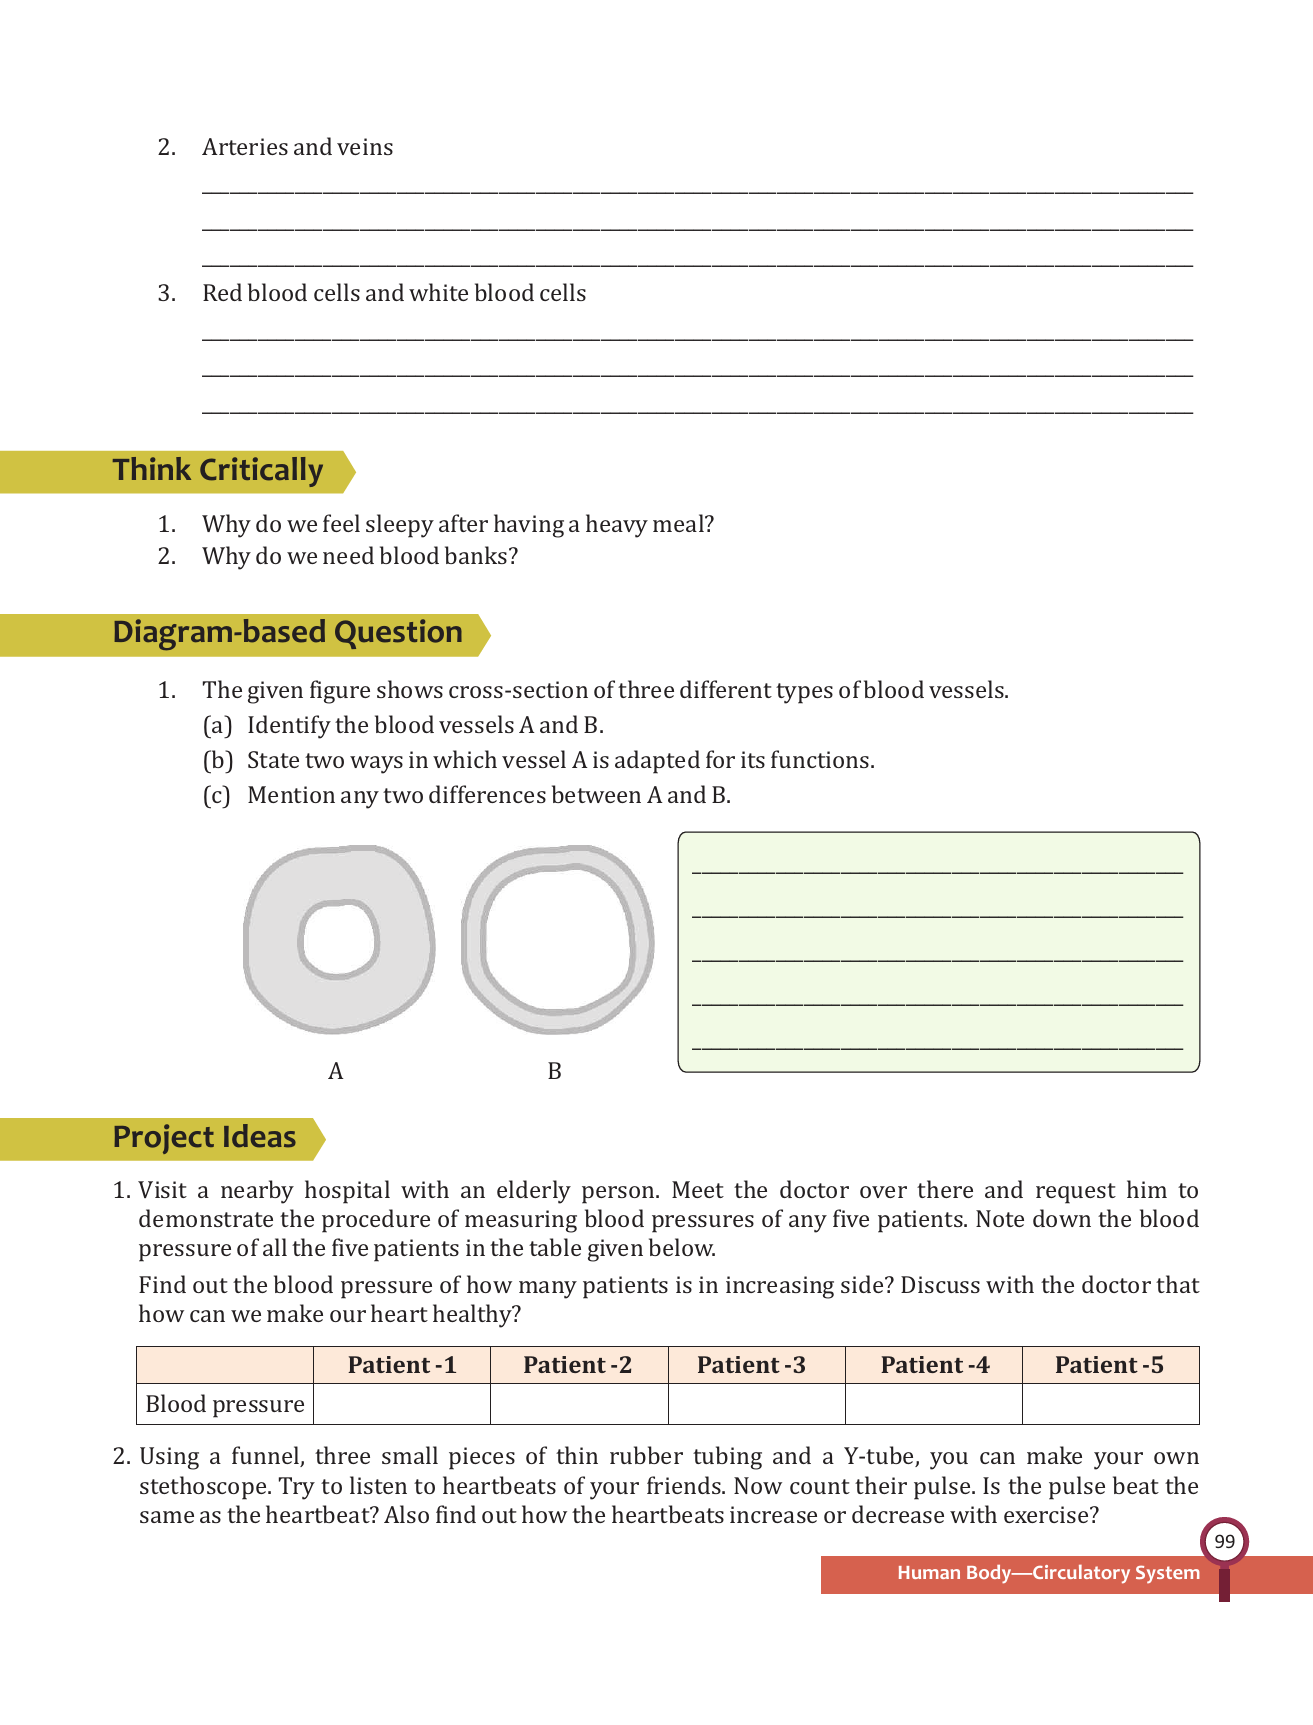 2. Arteries and veins
3. Red blood cells and white blood cells
Think Critically
1. Why do we feel sleepy after having a heavy meal?
2. Why do we need blood banks?
Diagram-based Question
1. The given figure shows cross-section of three different types of blood vessels.
(a) Identify the blood vessels A and B.
(b) State two ways in which vessel A is adapted for its functions.
(c) Mention any two differences between A and B.
A B
Project Ideas
1. Visit a nearby hospital with an elderly person. Meet the doctor over there and request him to
demonstrate the procedure of measuring blood pressures of any five patients. Note down the blood
pressure of all the five patients in the table given below.
Find out the blood pressure of how many patients is in increasing side? Discuss with the doctor that
how can we make our heart healthy?
Patient -1 Patient -2 Patient -3 Patient -4 Patient -5
Blood pressure
2. Using a funnel, three small pieces of thin rubber tubing and a Y-tube, you can make your own
stethoscope. Try to listen to heartbeats of your friends. Now count their pulse. Is the pulse beat the
same as the heartbeat? Also find out how the heartbeats increase or decrease with exercise?
99
Human Body—Circulatory System